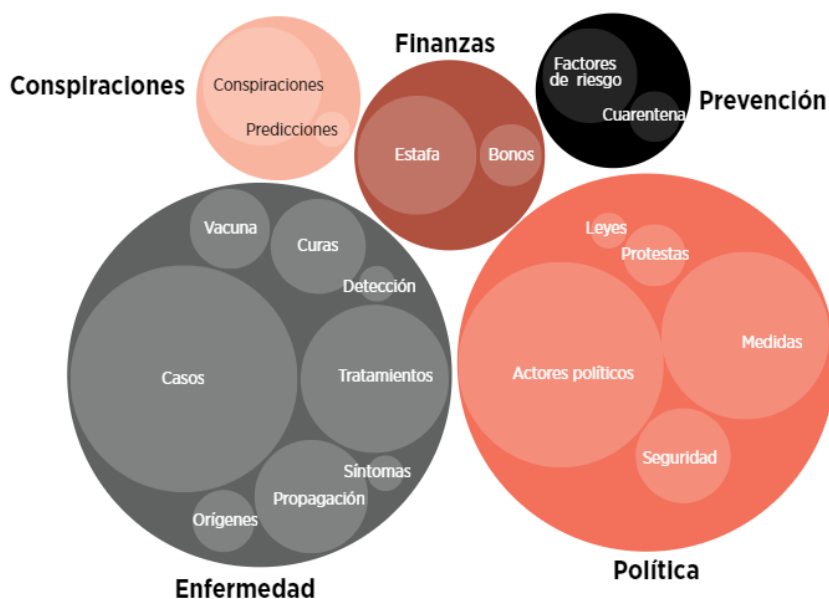 Finanzas
Conspiraciones
Conspiraciones
Predicciones
Estafa
Bonos
Factores
de riesgo
Cuarentena
Prevención
Vacuna
Curas
Detección
Casos
Tratamientos
Síntomas
Propagación
Orígenes
Enfermedad
Leyes
Protestas
Medidas
Actores políticos
Seguridad
Política